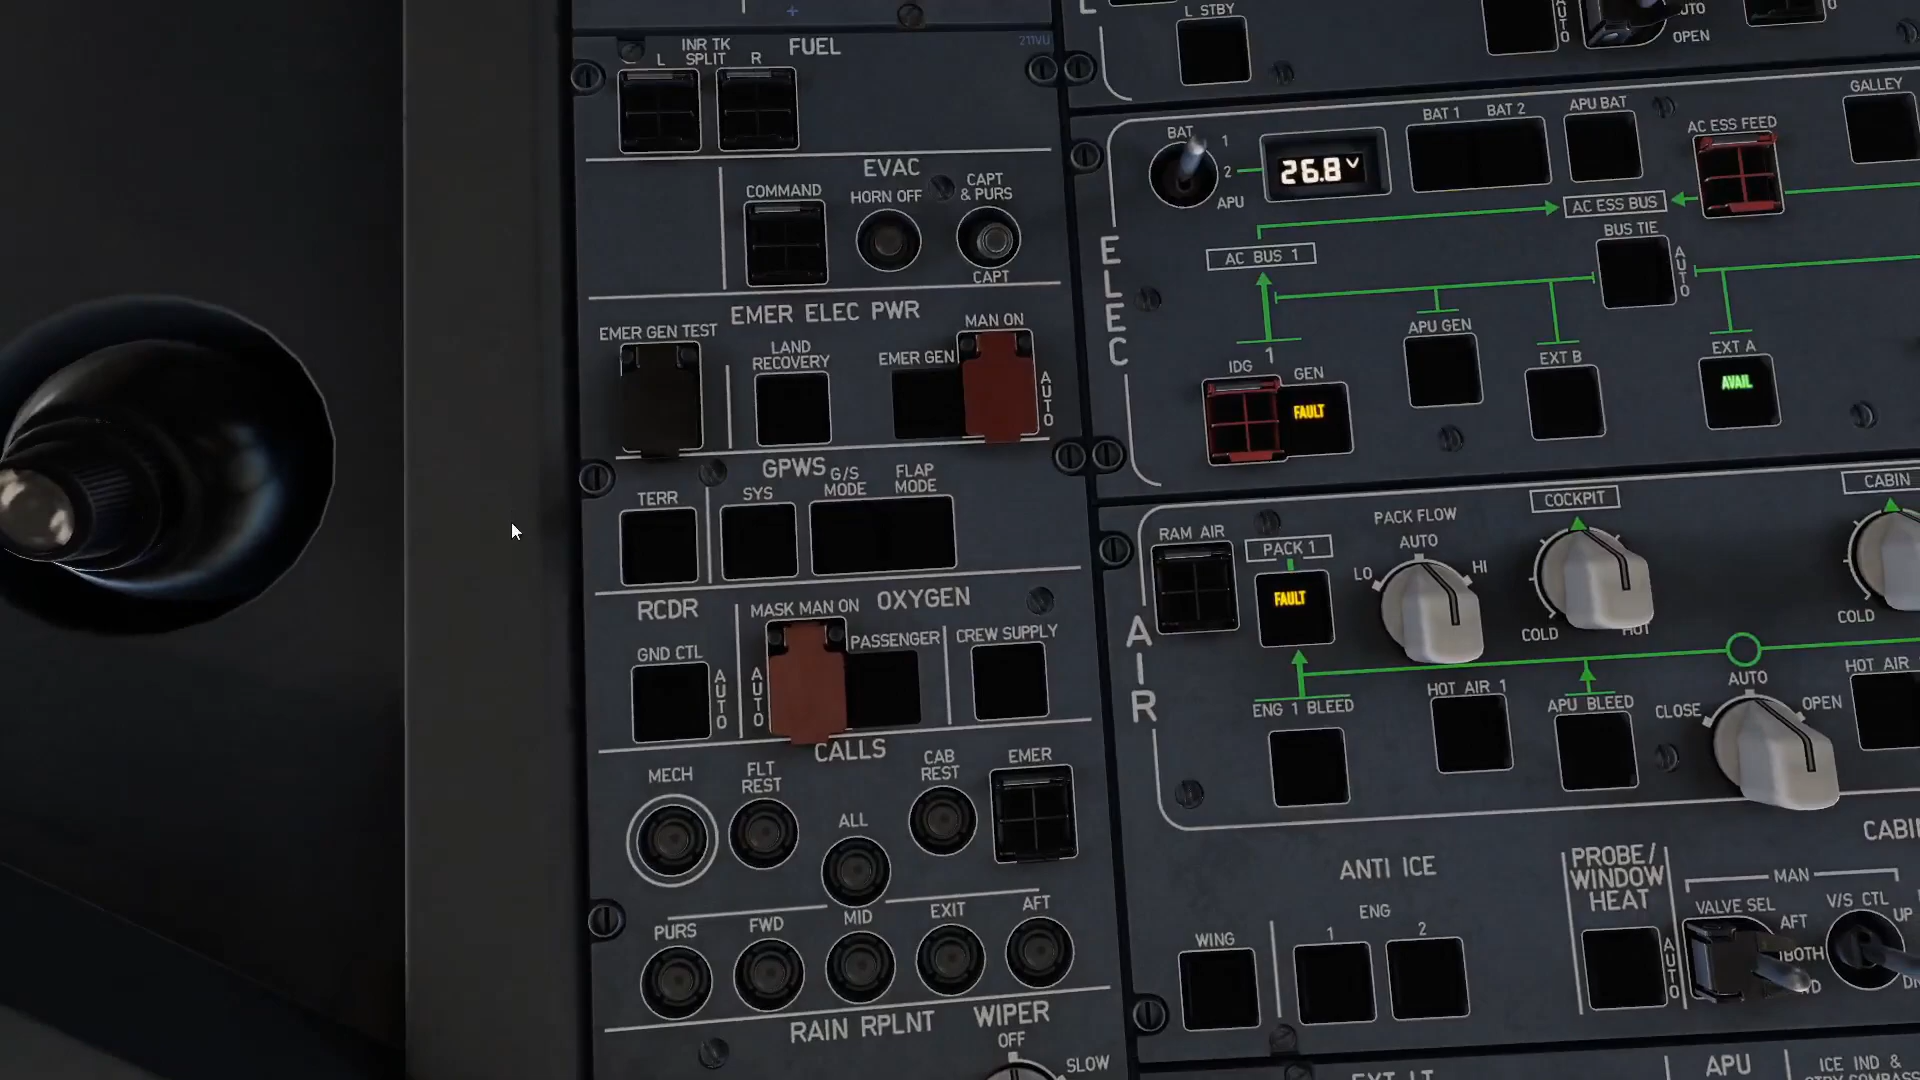 L STBY
AUTO
AUTO
OPEN
FUEL
211VU
INR TK
SPLIT
L
R
EVAC
COMMAND
HORN OFF
CAPT
& PURS
CAPT
EMER ELEC PWR
EMER GEN TEST
LAND
RECOVERY
EMER GEN
MAN ON
AUTO
GPWS
TERR
SYS
G/S
MODE
FLAP
MODE
RCDR
GND CTL
AUTO
OXYGEN
MASK MAN ON
AUTO
PASSENGER
CREW SUPPLY
CALLS
MECH
FLT
REST
ALL
CAB
REST
EMER
PURS
FWD
MID
EXIT
AFT
RAIN RPLNT
WIPER
OFF
SLOW
ELEC
BAT
1
2
APU
26.8 V
BAT 1
BAT 2
APU BAT
AC ESS FEED
GALLEY
AC ESS BUS
AC BUS 1
BUS TIE
AUTO
APU GEN
EXT B
EXT A
AVAIL
IDG
1
GEN
FAULT
AIR
RAM AIR
PACK 1
FAULT
PACK FLOW
AUTO
LO
HI
COCKPIT
COLD
HOT
CABIN
COLD
ENG 1 BLEED
HOT AIR 1
APU BLEED
AUTO
CLOSE
OPEN
HOT AIR
ANTI ICE
WING
ENG
1
2
PROBE/
WINDOW
HEAT
AUTO
MAN
VALVE SEL
AFT
BOTH
V/S CTL
UP
APU
ICE IND &